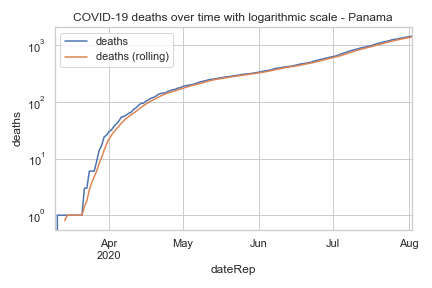 COVID-19 deaths over time with logarithmic scale - Panama
deaths
deaths (rolling)
10³
10²
10¹
10⁰
deaths
Apr
2020
May
Jun
Jul
Aug
dateRep